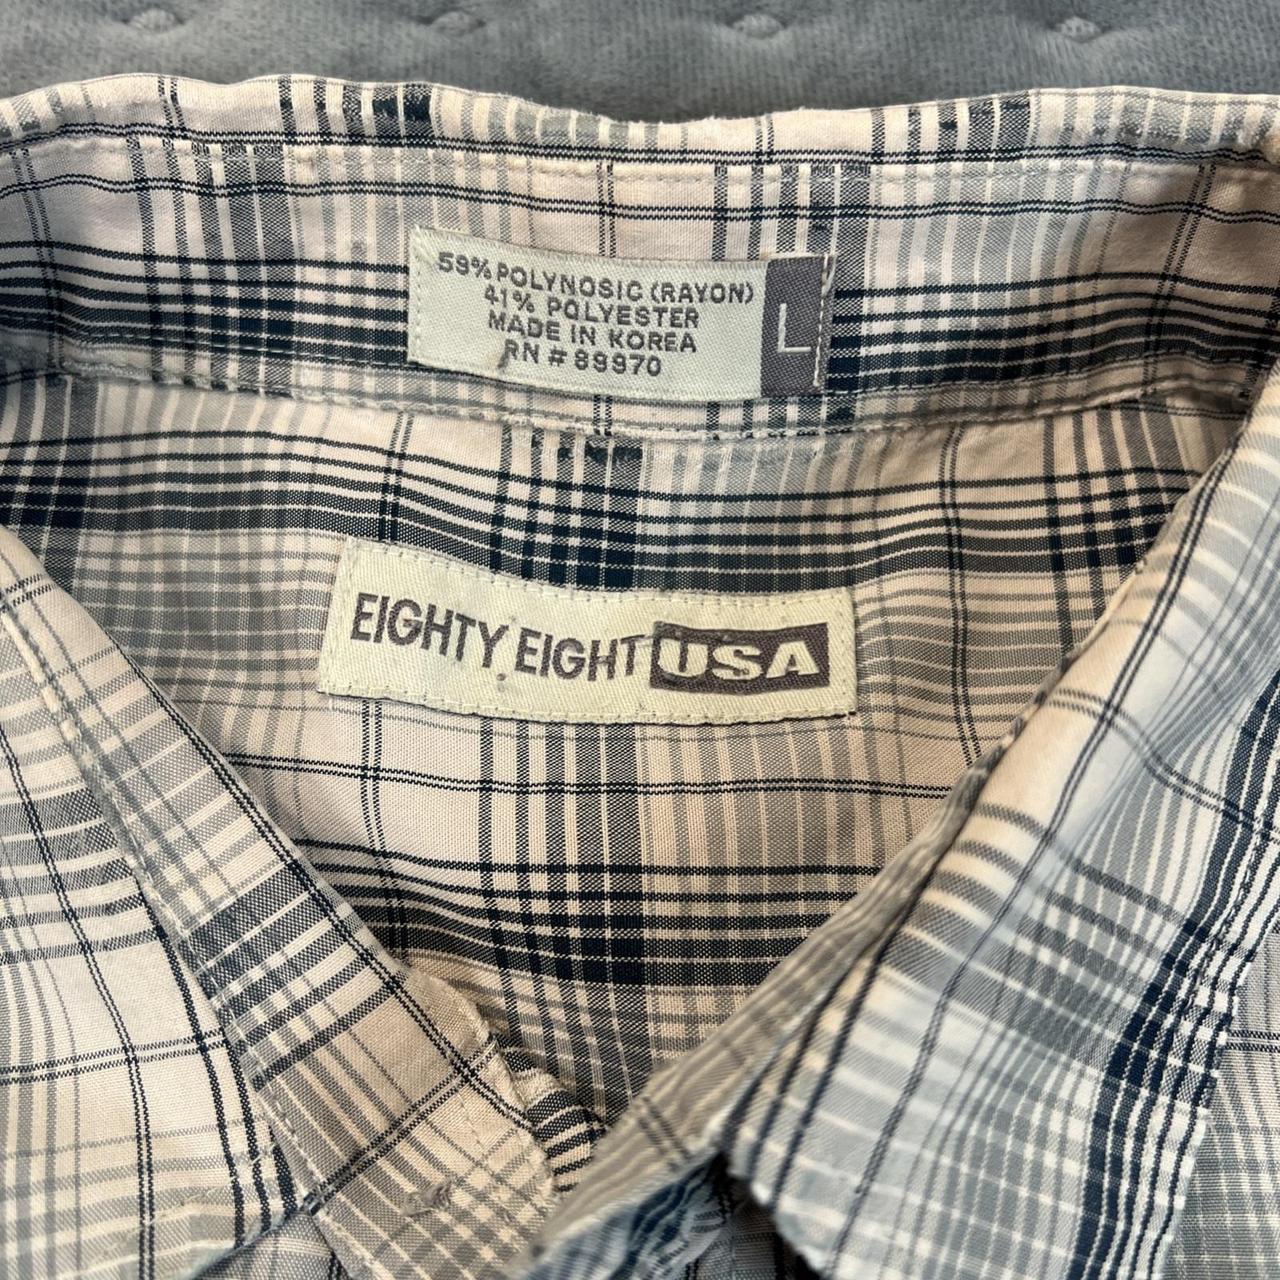 59% POLYNOSIC (RAYON)
41% POLYESTER
MADE IN KOREA
RN # 89970
L
EIGHTY EIGHT USA